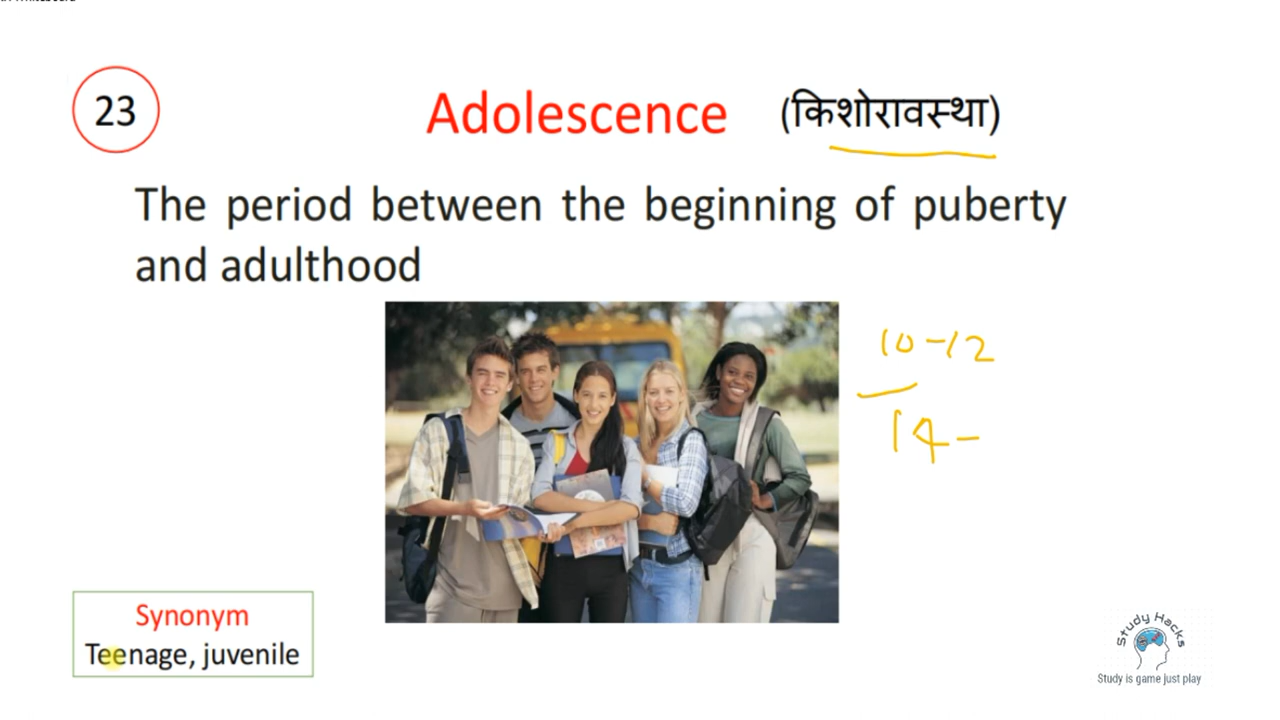 23
Adolescence (किशोरावस्था)
The period between the beginning of puberty
and adulthood
10-12
14-
Synonym
Teenage, juvenile
Study Hacks
Study is game just play